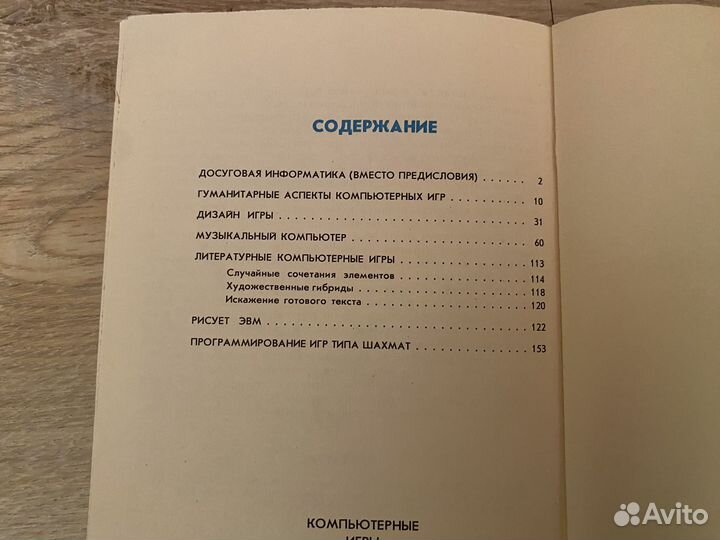 СОДЕРЖАНИЕ
ДОСУГОВАЯ ИНФОРМАТИКА (ВМЕСТО ПРЕДИСЛОВИЯ) . . . . . . 2
ГУМАНИТАРНЫЕ АСПЕКТЫ КОМПЬЮТЕРНЫХ ИГР . . . . . . . . . . 10
ДИЗАЙН ИГРЫ . . . . . . . . . . . . . . . . . . . . . . . . . . . . . 31
МУЗЫКАЛЬНЫЙ КОМПЬЮТЕР . . . . . . . . . . . . . . . . . . . . . 60
ЛИТЕРАТУРНЫЕ КОМПЬЮТЕРНЫЕ ИГРЫ . . . . . . . . . . . . . . . 113
Случайные сочетания элементов . . . . . . . . . . . . . . . 114
Художественные гибриды . . . . . . . . . . . . . . . . . . . . 118
Искажение готового текста . . . . . . . . . . . . . . . . . . . 120
РИСУЕТ ЭВМ . . . . . . . . . . . . . . . . . . . . . . . . . . . . . . 122
ПРОГРАММИРОВАНИЕ ИГР ТИПА ШАХМАТ . . . . . . . . . . . . . 153
КОМПЬЮТЕРНЫЕ
ИГРЫ
Avito